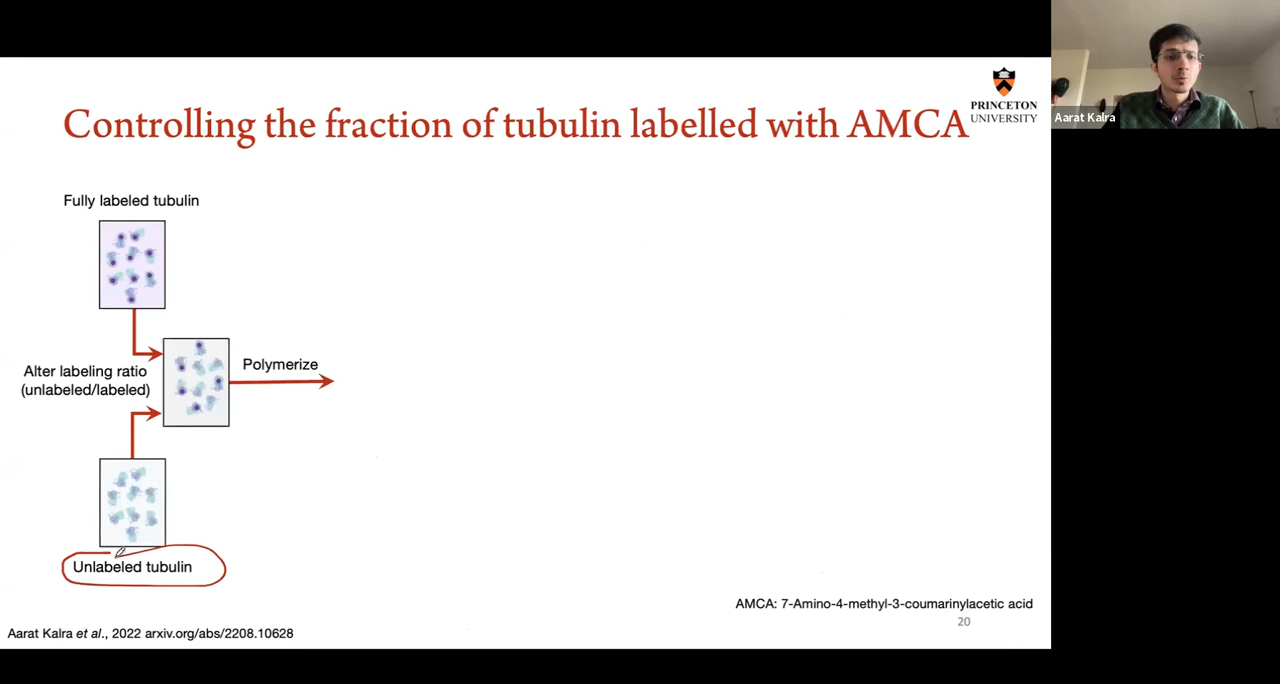 Controlling the fraction of tubulin labelled with AMCA
PRINCETON
UNIVERSITY
Aarat Kalra
Fully labeled tubulin
Alter labeling ratio
(unlabeled/labeled)
Polymerize
Unlabeled tubulin
AMCA: 7-Amino-4-methyl-3-coumarinylacetic acid
20
Aarat Kalra et al., 2022 arxiv.org/abs/2208.10628